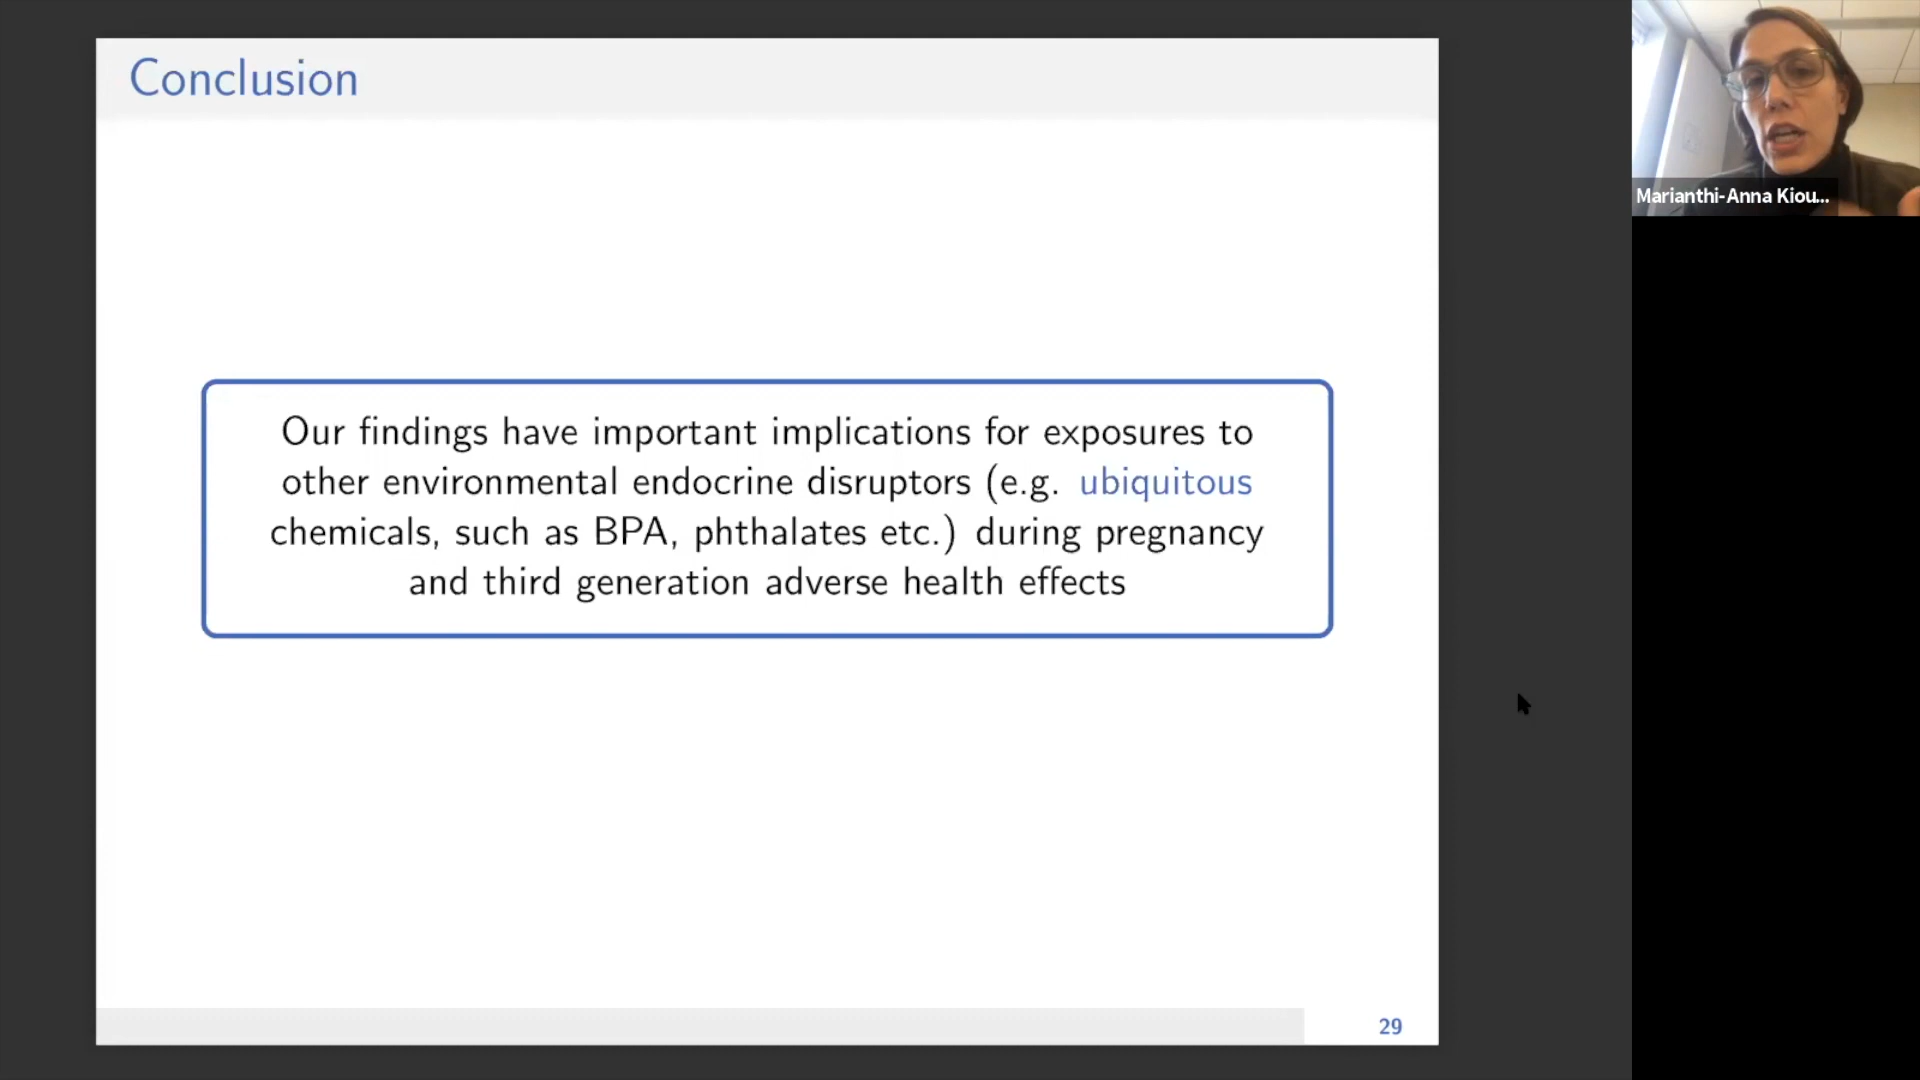 Conclusion
Our findings have important implications for exposures to
other environmental endocrine disruptors (e.g. ubiquitous
chemicals, such as BPA, phthalates etc.) during pregnancy
and third generation adverse health effects
29
Marianthi-Anna Kiou...